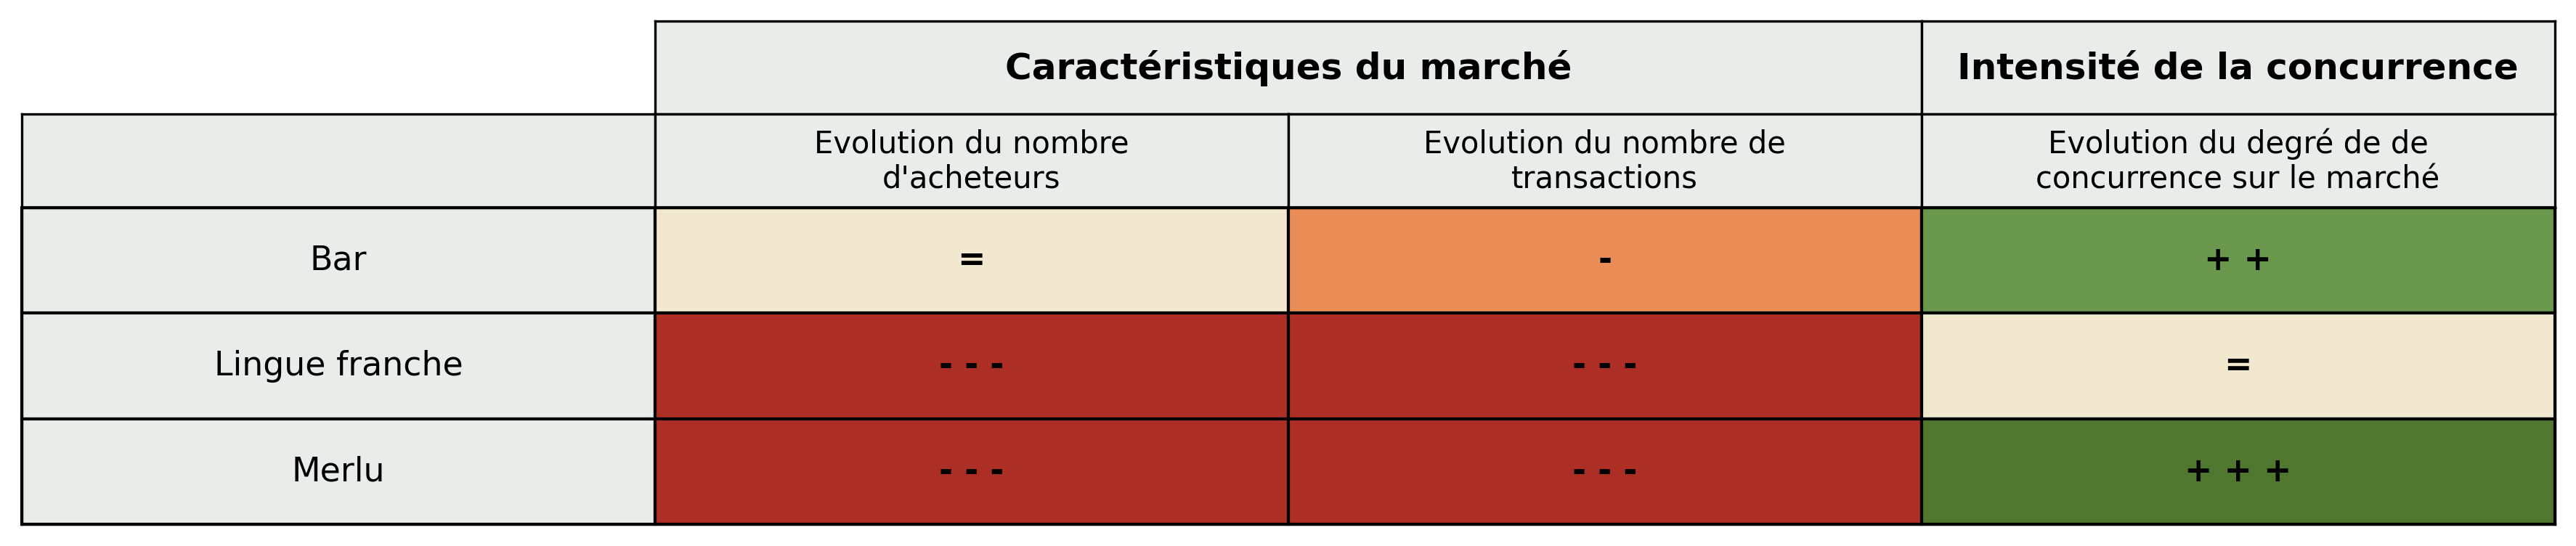 Caractéristiques du marché
Intensité de la concurrence
Evolution du nombre
d'acheteurs
Evolution du nombre de
transactions
Evolution du degré de de
concurrence sur le marché
Bar
=
-
+ +
Lingue franche
- - -
- - -
=
Merlu
- - -
- - -
+ + +